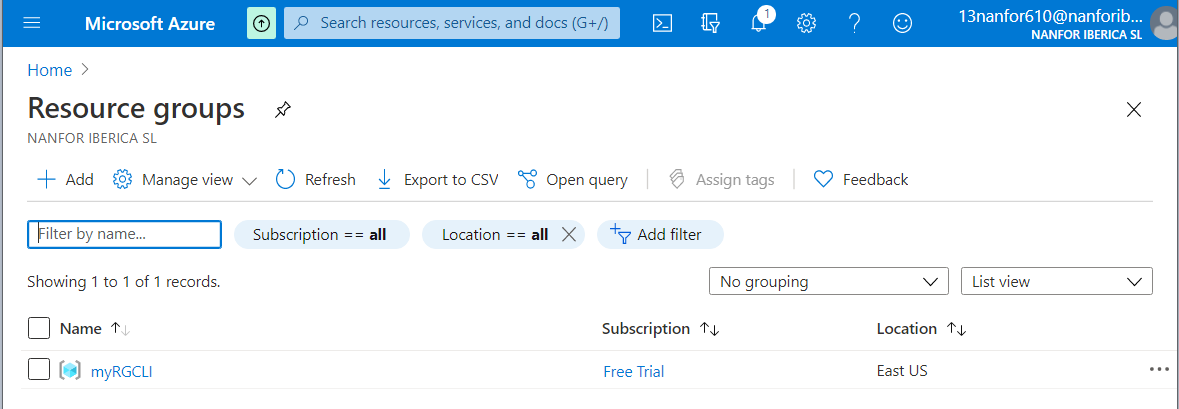 Microsoft Azure Search resources, services, and docs (G+/) 1 13nanfor610@nanforib...
NANFOR IBERICA SL
Home
Resource groups
NANFOR IBERICA SL
Add Manage view Refresh Export to CSV Open query Assign tags Feedback
Filter by name... Subscription == all Location == all Add filter
Showing 1 to 1 of 1 records. No grouping List view
Name Subscription Location
myRGCLI Free Trial East US